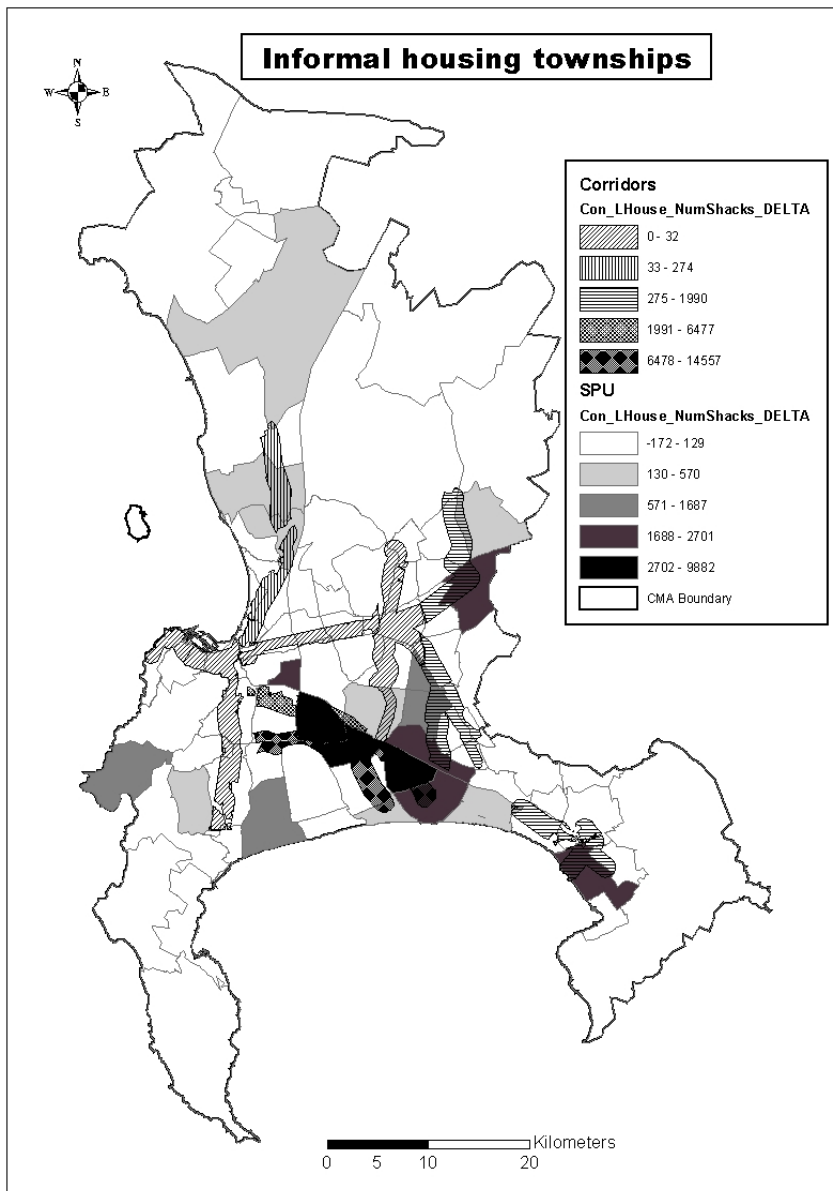 Informal housing townships
N
W E
S
Corridors
Con_LHouse_NumShacks_DELTA
0 - 32
33 - 274
275 - 1990
1991 - 6477
6478 - 14557
SPU
Con_LHouse_NumShacks_DELTA
-172 - 129
130 - 570
571 - 1687
1688 - 2701
2702 - 9882
CMA Boundary
Kilometers
0 5 10 20